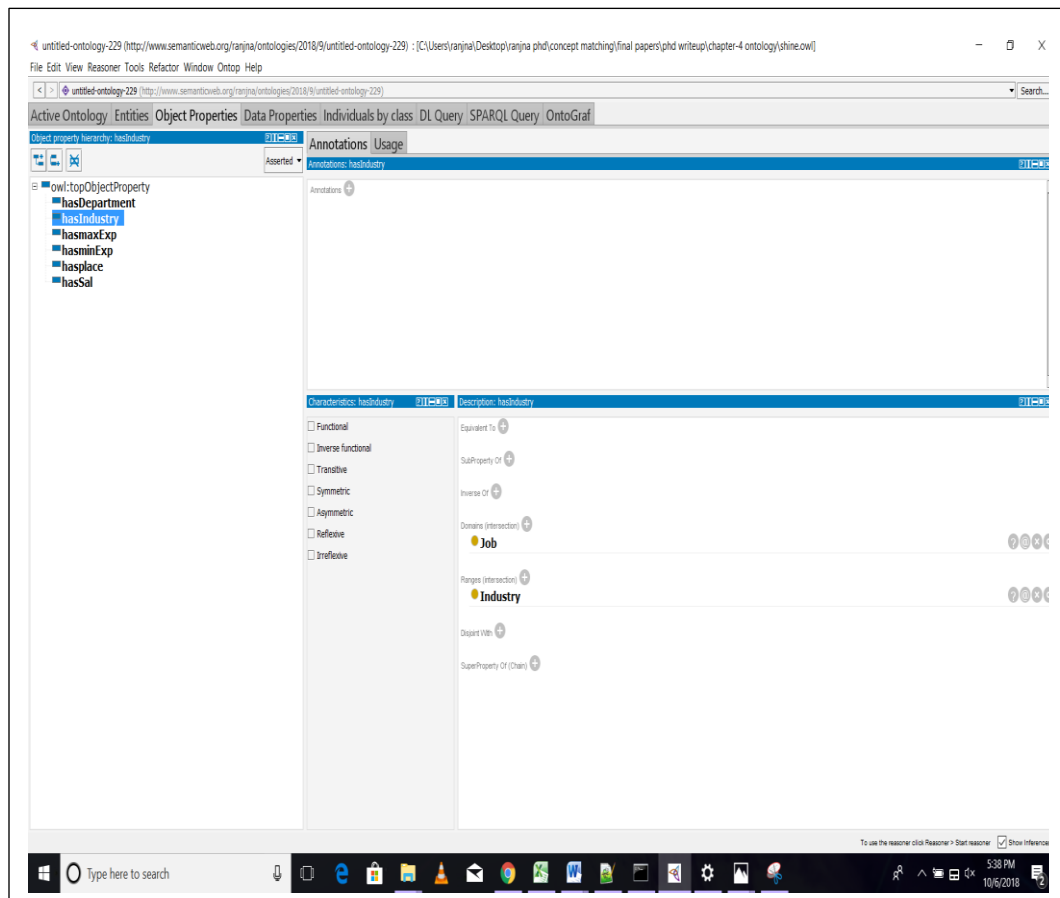 untitled-ontology-229 (http://www.semanticweb.org/ranjna/ontologies/2018/9/untitled-ontology-229) : [C:\Users\ranjna\Desktop\ranjna phd\concept matching\final papers\phd writeup\chapter-4 ontology\shine.owl]
File Edit View Reasoner Tools Refactor Window Ontop Help
< > untitled-ontology-229 (http://www.semanticweb.org/ranjna/ontologies/2018/9/untitled-ontology-229) Search...
Active Ontology Entities Object Properties Data Properties Individuals by class DL Query SPARQL Query OntoGraf
Object property hierarchy: hasIndustry
Asserted
owl:topObjectProperty
hasDepartment
hasIndustry
hasmaxExp
hasminExp
hasplace
hasSal
Annotations Usage
Annotations: hasIndustry
Annotations
Characteristics: hasIndustry
Functional
Inverse functional
Transitive
Symmetric
Asymmetric
Reflexive
Irreflexive
Description: hasIndustry
Equivalent To
SubProperty Of
Inverse Of
Domains (intersection)
Job
Ranges (intersection)
Industry
Disjoint With
SuperProperty Of (Chain)
To use the reasoner click Reasoner > Start reasoner Show Inferences
Type here to search
5:38 PM
10/6/2018
2